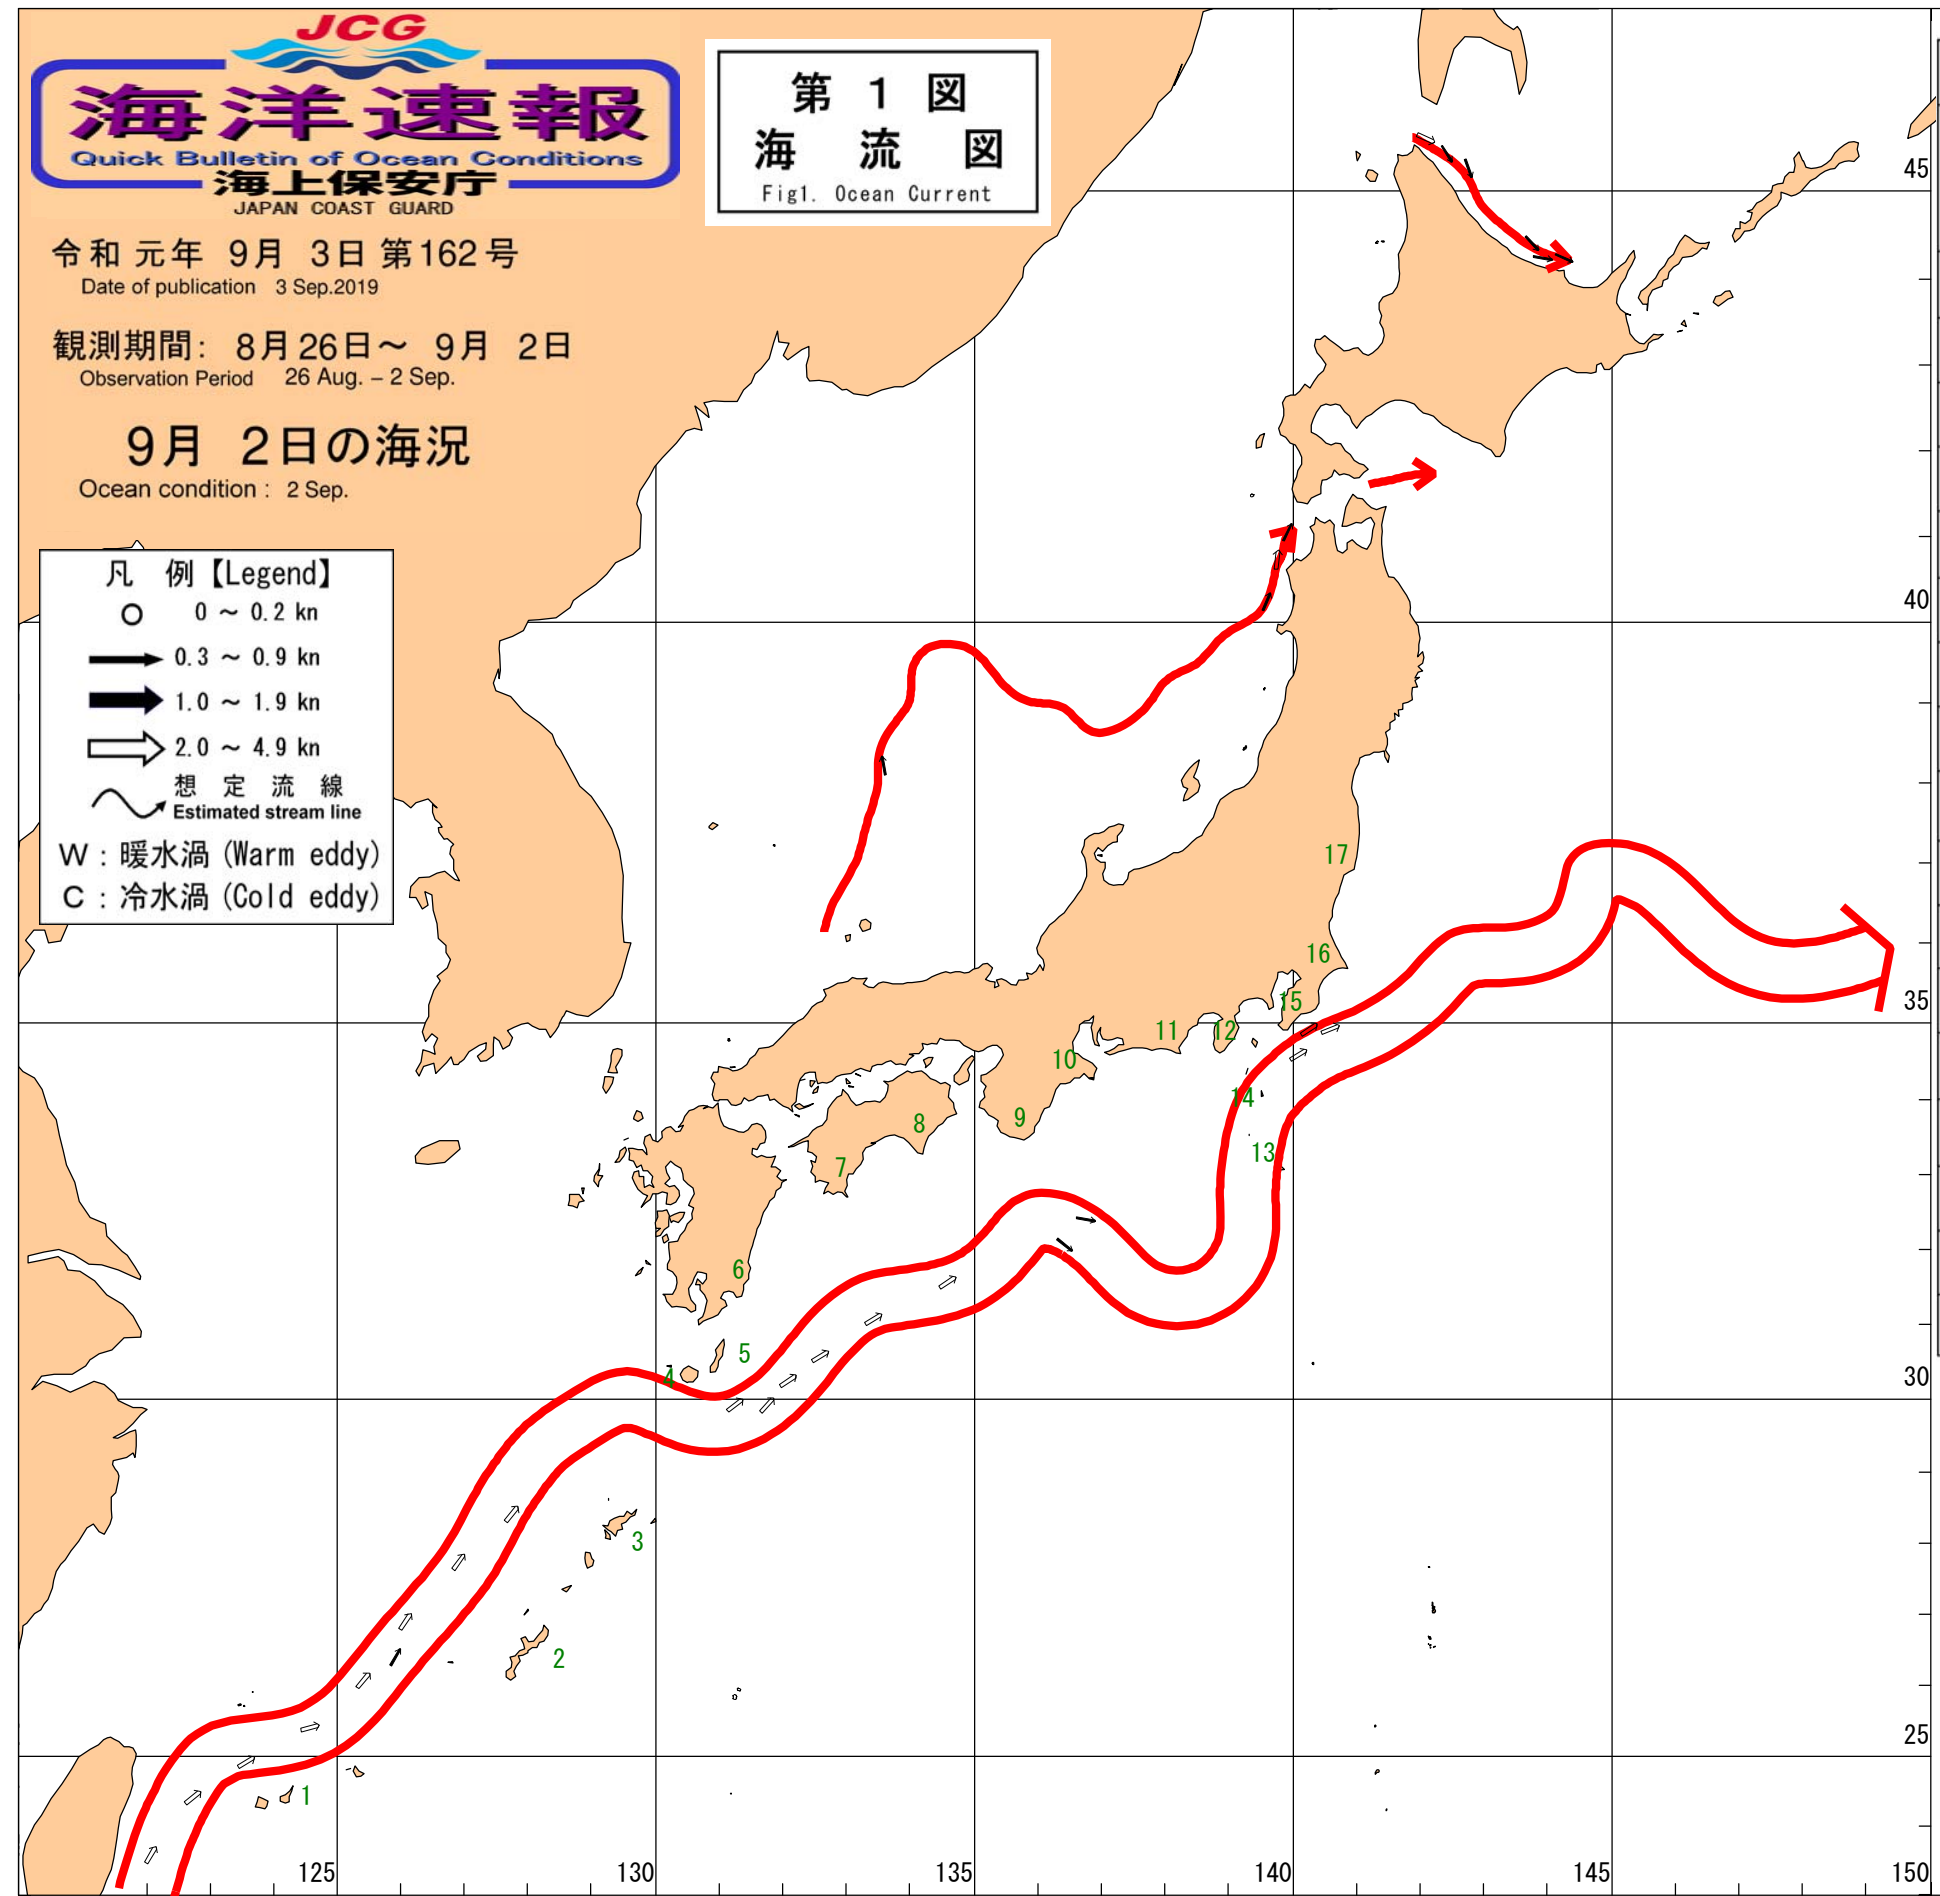 JCG
海洋速報
Quick Bulletin of Ocean Conditions
海上保安庁
JAPAN COAST GUARD
令和 元年 9月 3日 第162号
Date of publication 3 Sep.2019
観測期間: 8月26日～ 9月 2日
Observation Period 26 Aug. – 2 Sep.
9月 2日の海況
Ocean condition : 2 Sep.
第 1 図
海 流 図
Fig1. Ocean Current
凡 例【Legend】
0 ～ 0.2 kn
0.3 ～ 0.9 kn
1.0 ～ 1.9 kn
2.0 ～ 4.9 kn
想 定 流 線
Estimated stream line
W : 暖水渦 (Warm eddy)
C : 冷水渦 (Cold eddy)
45
40
17
16
35
15
12
11
10
14
9
8
13
7
6
5
4
30
3
2
25
1
125
130
135
140
145
150